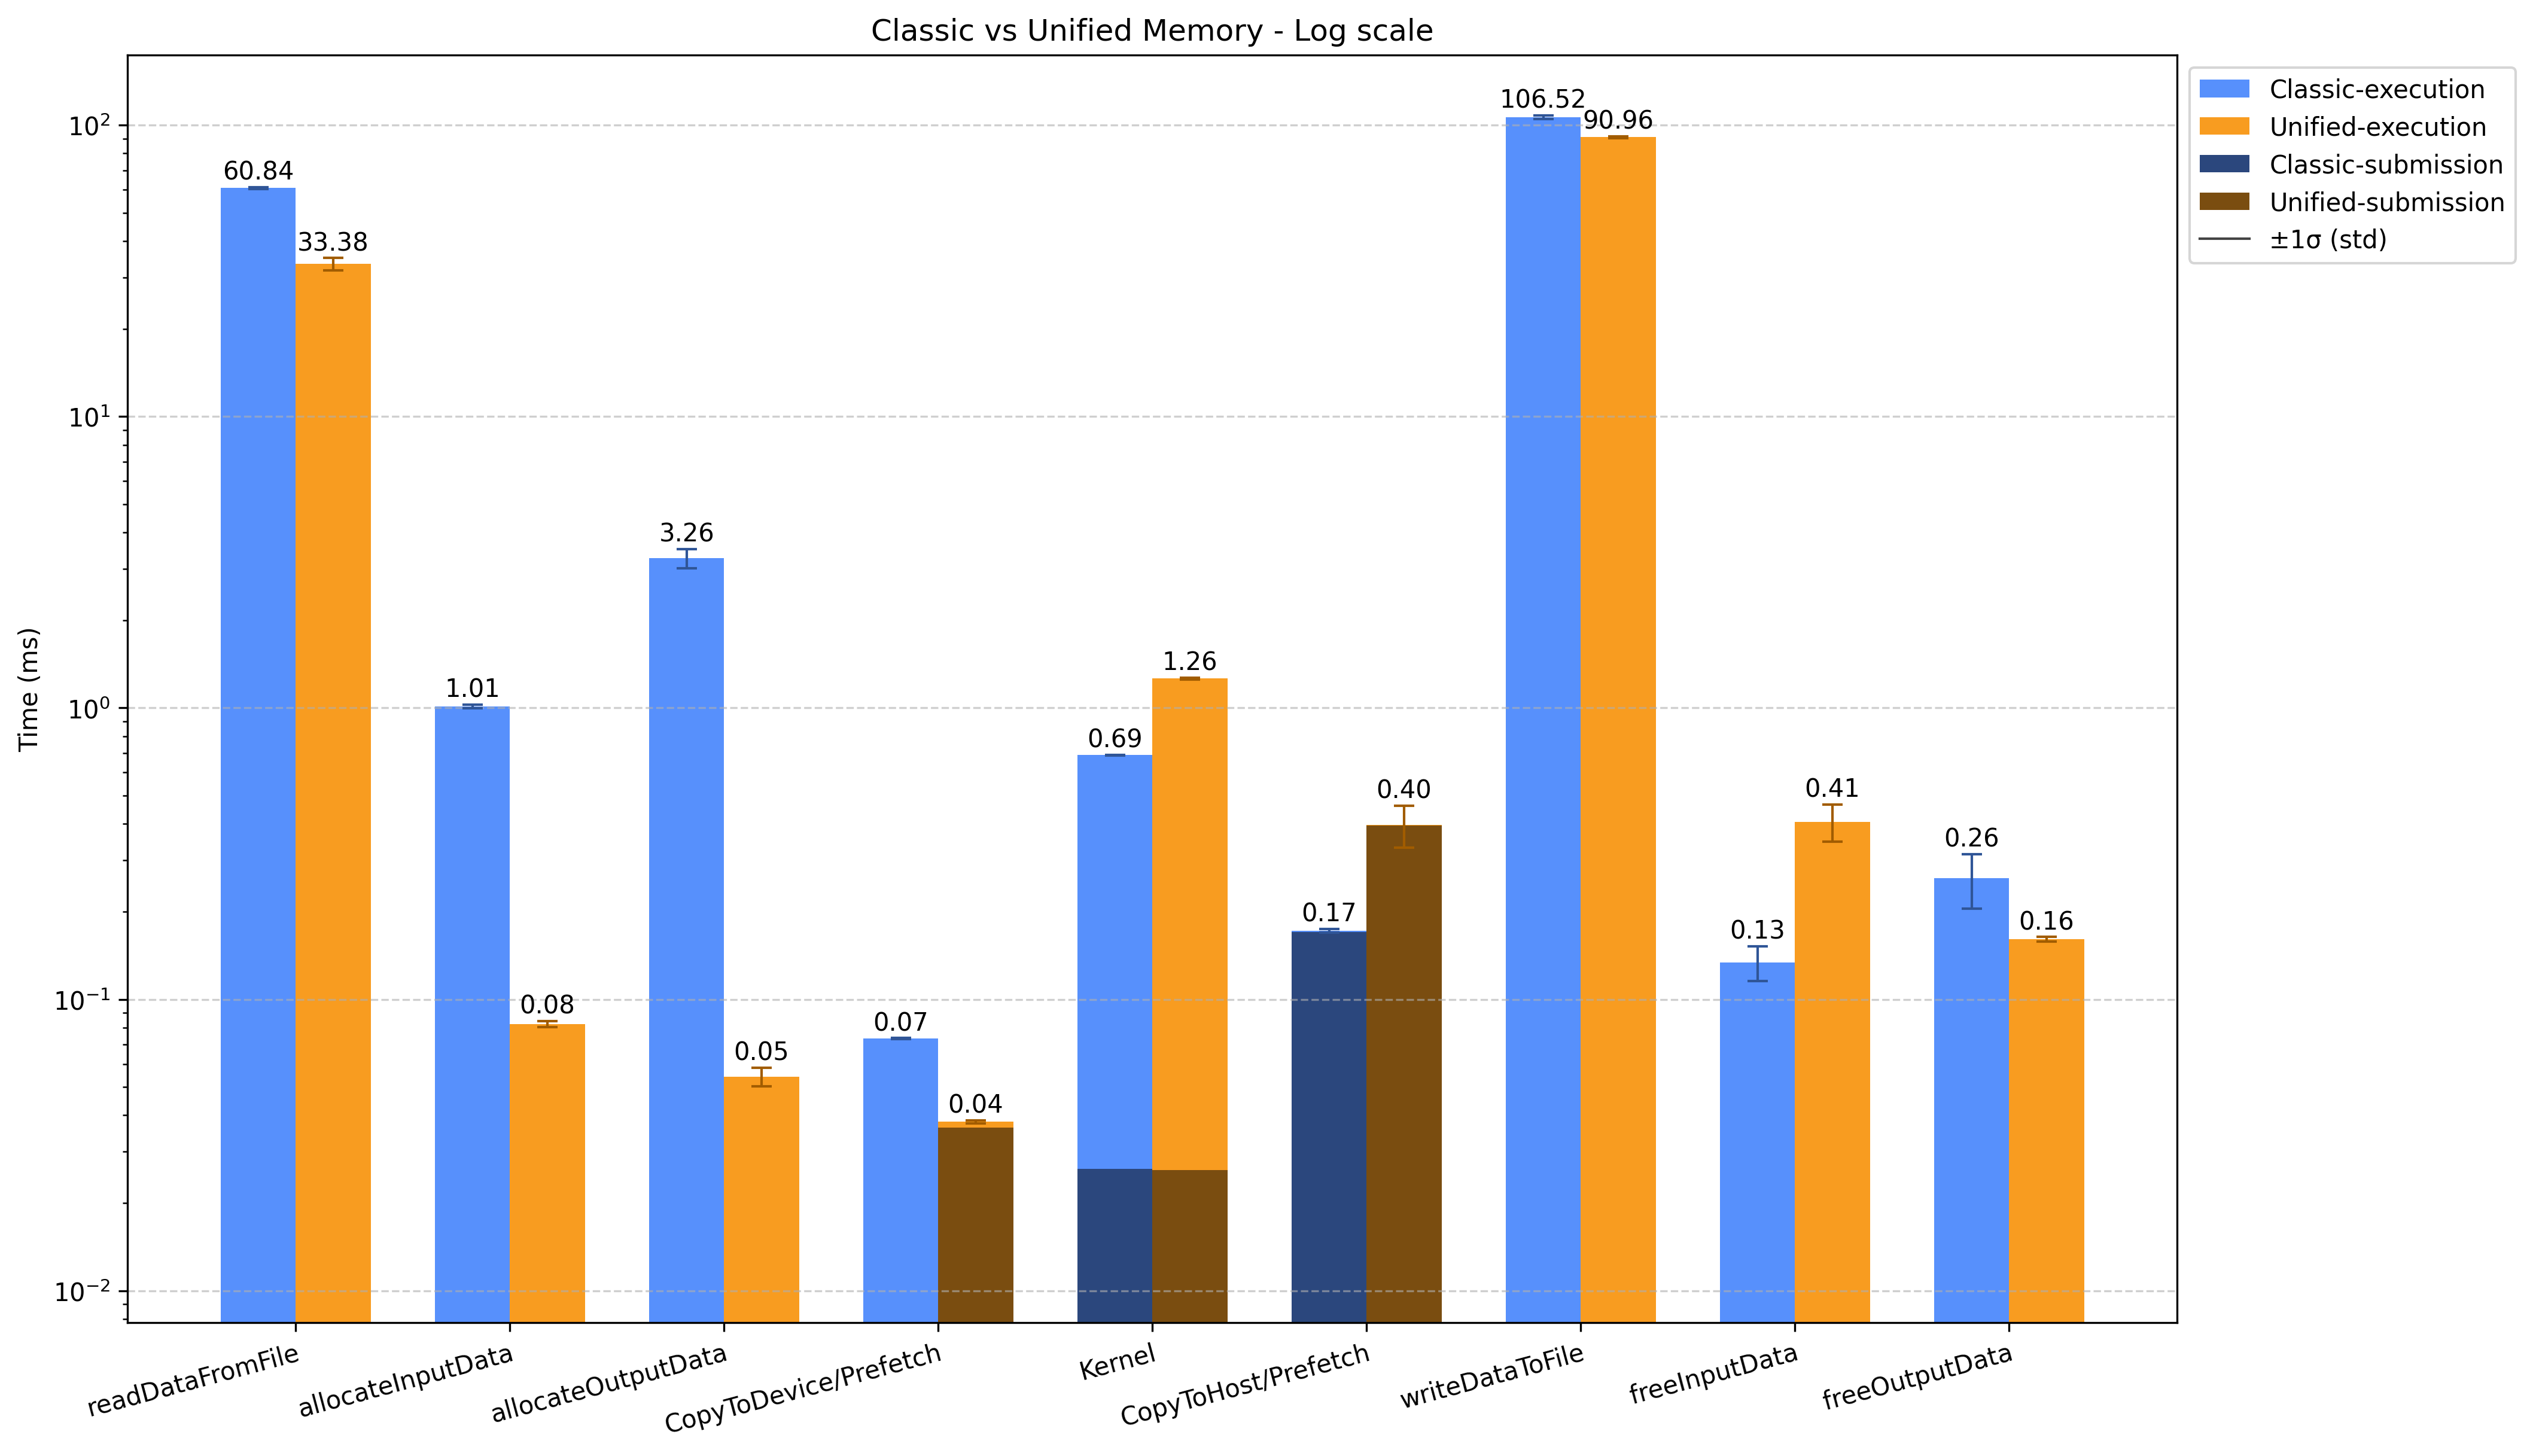 Classic vs Unified Memory - Log scale
Classic-execution
Unified-execution
Classic-submission
Unified-submission
±1σ (std)
Time (ms)
10²
10¹
10⁰
10⁻¹
10⁻²
60.84
33.38
1.01
0.08
3.26
0.05
0.07
0.04
0.69
1.26
0.17
0.40
106.52
90.96
0.13
0.41
0.26
0.16
readDataFromFile
allocateInputData
allocateOutputData
CopyToDevice/Prefetch
Kernel
CopyToHost/Prefetch
writeDataToFile
freeInputData
freeOutputData